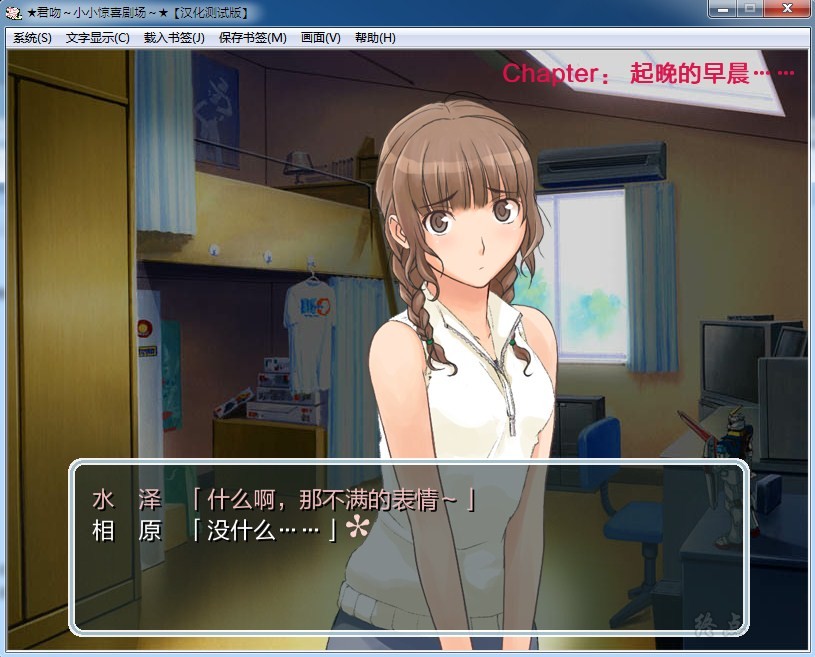 ★君吻～小小惊喜剧场～★【汉化测试版】
系统(S) 文字显示(C) 载入书签(J) 保存书签(M) 画面(V) 帮助(H)
Chapter： 起晚的早晨……
水　泽　「什么啊，那不满的表情～」
相　原　「没什么……」
终点